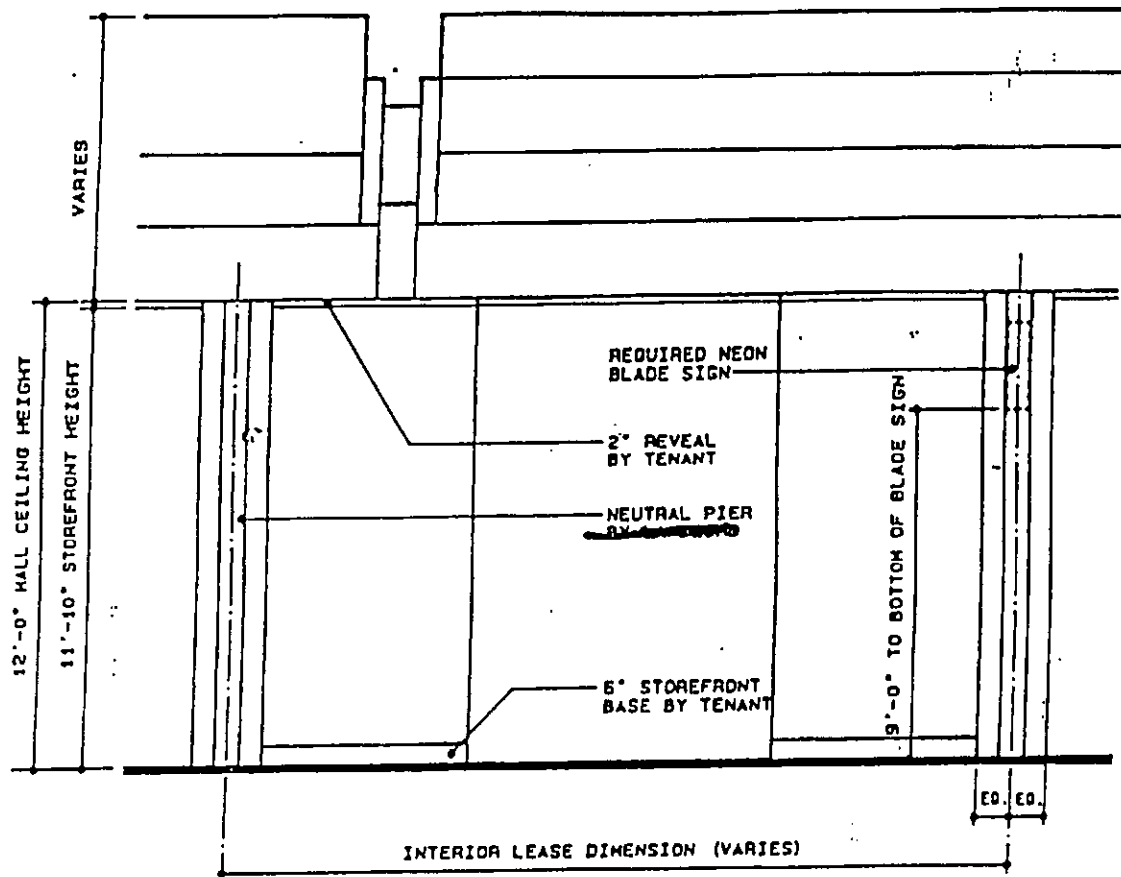 VARIES
12'-0" MALL CEILING HEIGHT
11'-10" STOREFRONT HEIGHT
REQUIRED NEON
BLADE SIGN
2" REVEAL
BY TENANT
NEUTRAL PIER
BY
9'-0" TO BOTTOM OF BLADE SIGN
6" STOREFRONT
BASE BY TENANT
EQ. EQ.
INTERIOR LEASE DIMENSION (VARIES)